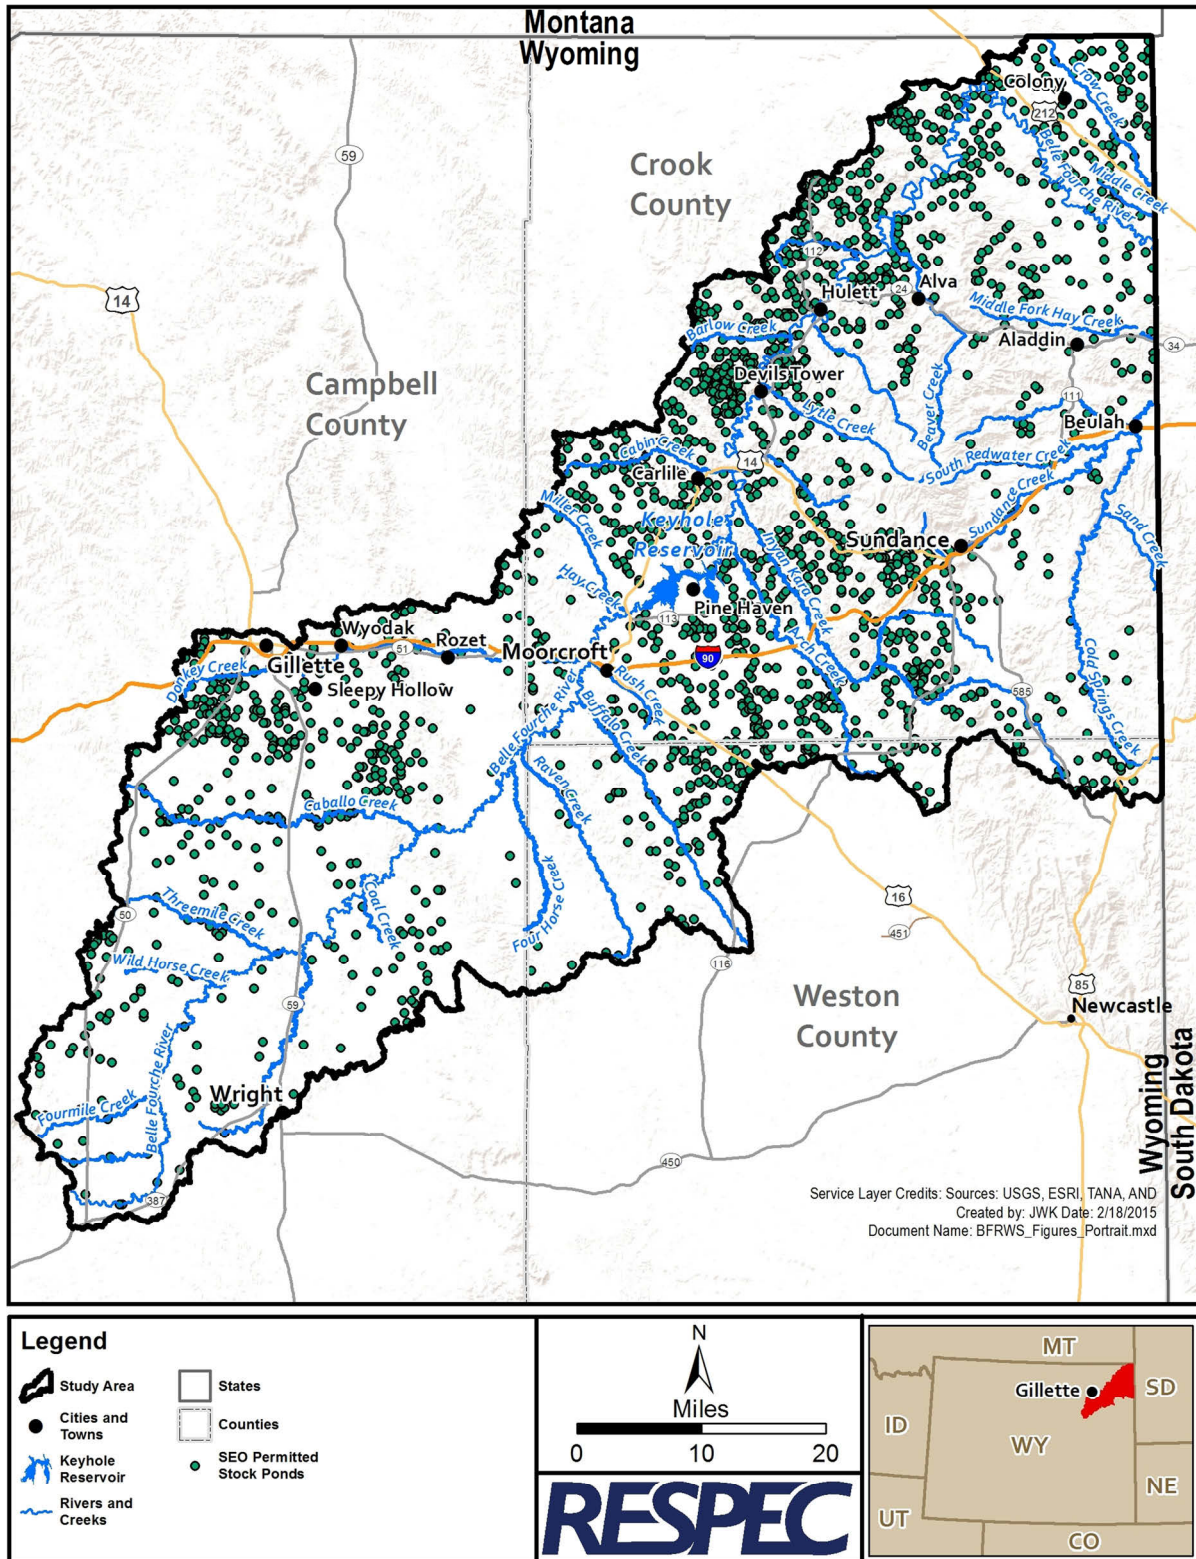 Montana
Wyoming
Colony
Crow Creek
212
59
Belle Fourche River
Middle Creek
Middle Creek
Crook
County
112
14
Hulett
24
Alva
Middle Fork Hay Creek
Barlow Creek
Aladdin
34
Devils Tower
Campbell
County
Lytle Creek
Beaver Creek
111
Beulah
Cabin Creek
14
South Redwater Creek
Carlile
Miller Creek
Keyhole
Reservoir
Inyan Kara Creek
Sundance
Sundance Creek
Sand Creek
Hay Creek
Pine Haven
113
Wyodak
Rozet
51
Moorcroft
Arch Creek
90
Gillette
Donkey Creek
Sleepy Hollow
Rush Creek
Cold Springs Creek
585
Belle Fourche River
Buffalo Creek
Raven Creek
Caballo Creek
Coal Creek
Four Horse Creek
50
Threemile Creek
16
451
Wild Horse Creek
116
85
59
Weston
County
Newcastle
Belle Fourche River
Wright
Fourmile Creek
Wyoming
South Dakota
450
387
Service Layer Credits: Sources: USGS, ESRI, TANA, AND
Created by: JWK Date: 2/18/2015
Document Name: BFRWS_Figures_Portrait.mxd
Legend
Study Area
Cities and
Towns
Keyhole
Reservoir
Rivers and
Creeks
States
Counties
SEO Permitted
Stock Ponds
N
Miles
0 10 20
RESPEC
MT
Gillette
SD
ID
WY
NE
UT
CO